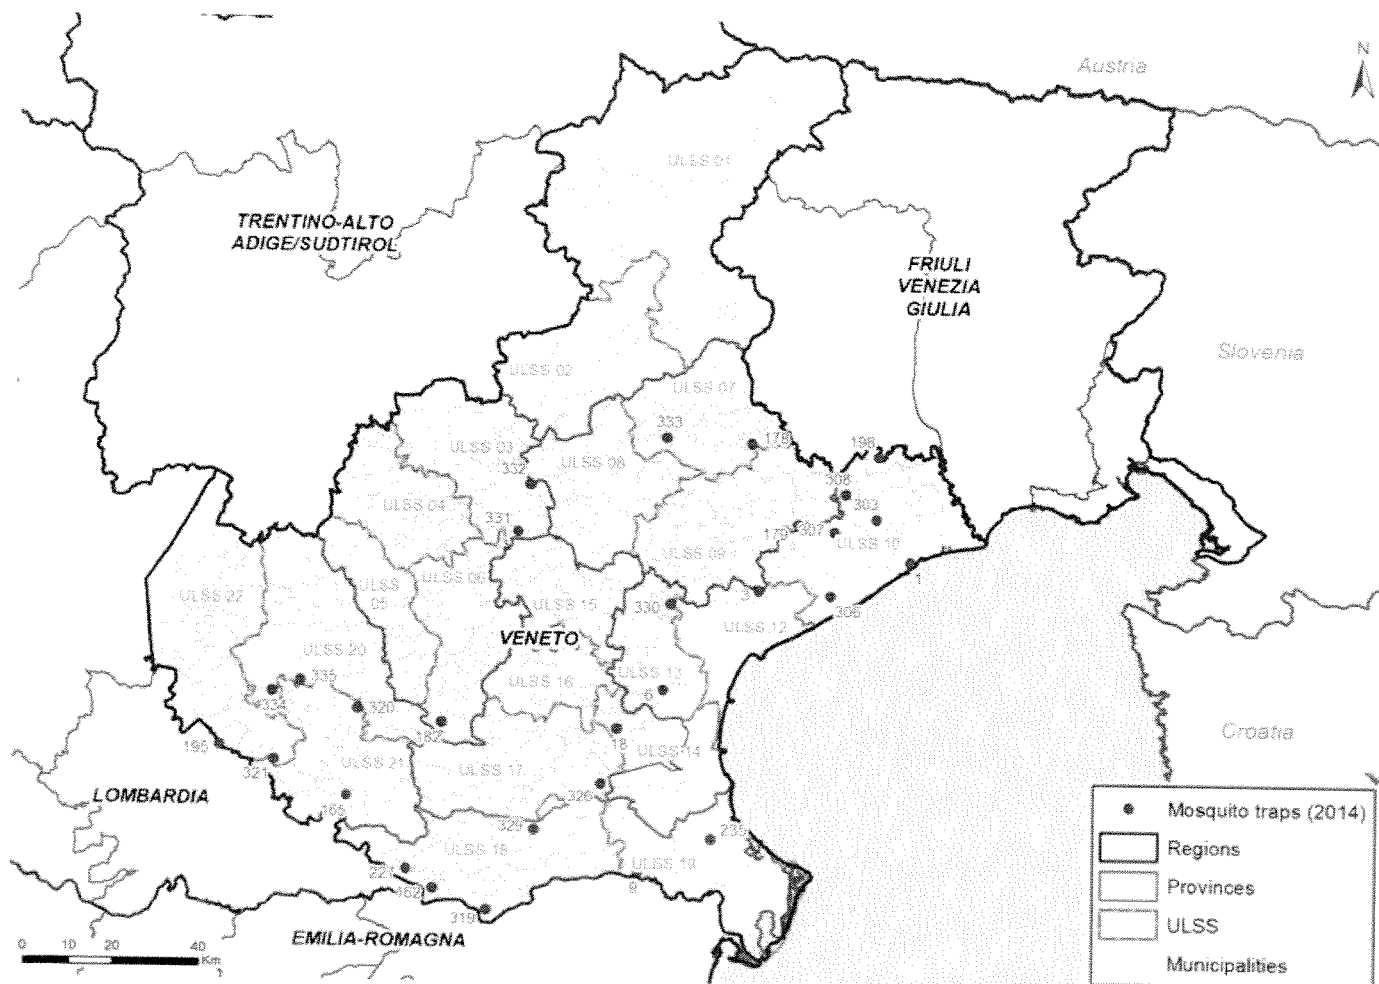 N
Austria
ULSS 01
TRENTINO-ALTO
ADIGE/SUDTIROL
FRIULI
VENEZIA
GIULIA
Slovenia
ULSS 02
ULSS 07
333
178
198
ULSS 03
ULSS 08
332
308
303
ULSS 04
331
179
307
ULSS 10
ULSS 09
1
ULSS 22
ULSS
05
ULSS 06
ULSS 15
330
3
306
ULSS 12
VENETO
ULSS 20
335
334
ULSS 16
ULSS 13
6
320
182
18
ULSS 14
Croatia
195
321
ULSS 21
ULSS 17
LOMBARDIA
165
326
329
235
ULSS 18
ULSS 19
9
221
462
319
EMILIA-ROMAGNA
0 10 20 40
Km
Mosquito traps (2014)
Regions
Provinces
ULSS
Municipalities